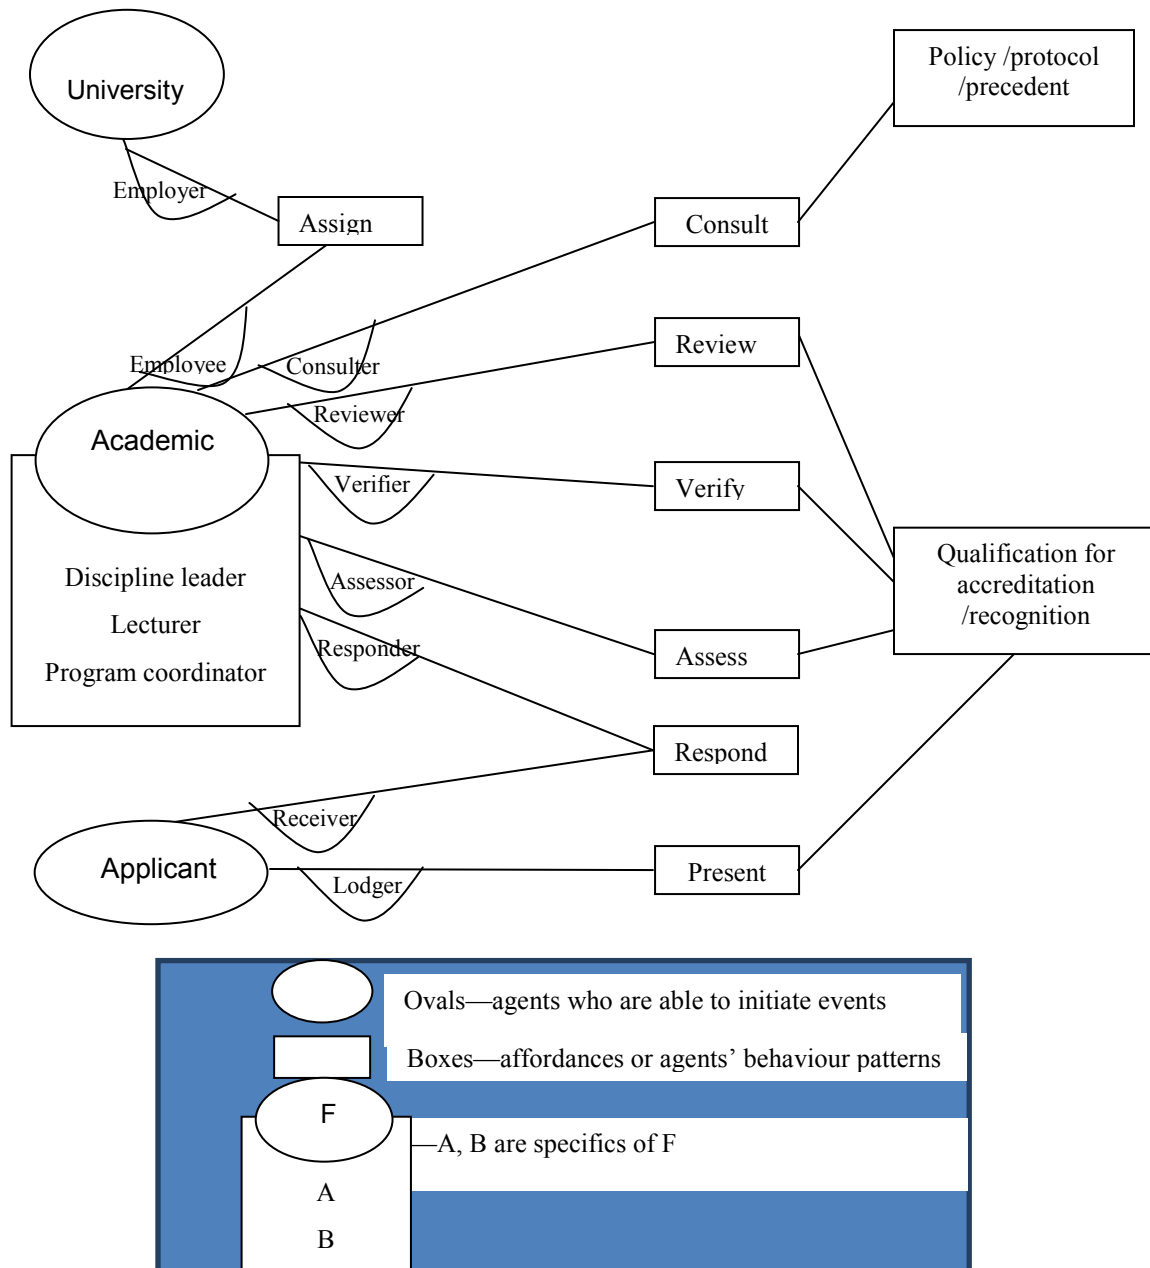 University
Policy /protocol
/precedent
Employer
Assign
Consult
Employee
Consulter
Review
Reviewer
Academic
Verifier
Verify
Discipline leader
Lecturer
Program coordinator
Assessor
Responder
Assess
Qualification for
accreditation
/recognition
Respond
Receiver
Applicant
Lodger
Present
Ovals—agents who are able to initiate events
Boxes—affordances or agents’ behaviour patterns
F
—A, B are specifics of F
A
B